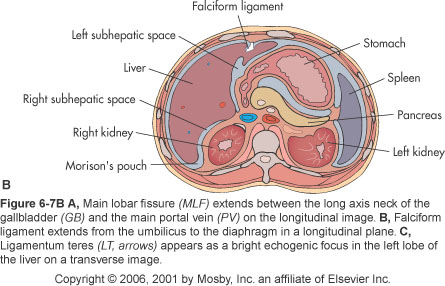 Falciform ligament
Left subhepatic space
Stomach
Liver
Spleen
Right subhepatic space
Pancreas
Right kidney
Left kidney
Morison's pouch
B
Figure 6-7B A, Main lobar fissure (MLF) extends between the long axis neck of the
gallbladder (GB) and the main portal vein (PV) on the longitudinal image. B, Falciform
ligament extends from the umbilicus to the diaphragm in a longitudinal plane. C,
Ligamentum teres (LT, arrows) appears as a bright echogenic focus in the left lobe of
the liver on a transverse image.
Copyright © 2006, 2001 by Mosby, Inc. an affiliate of Elsevier Inc.